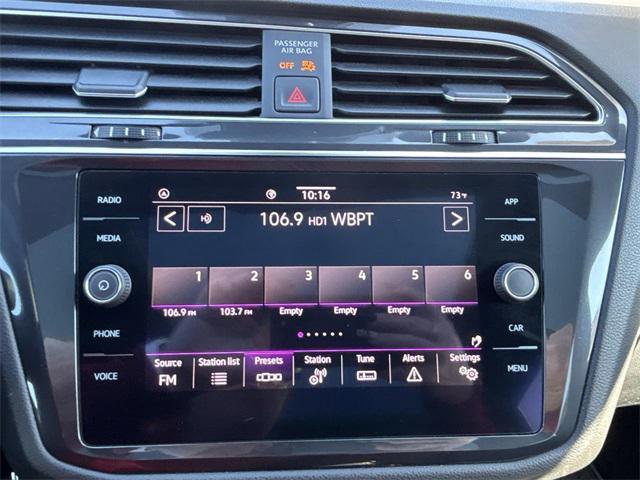 PASSENGER
AIR BAG
OFF
RADIO
MEDIA
PHONE
VOICE
10:16
73°F
106.9 HD1 WBPT
1 2 3 4 5 6
106.9 FM 103.7 FM Empty Empty Empty Empty
Source Station list Presets Station Tune Alerts Settings
FM
APP
SOUND
CAR
MENU